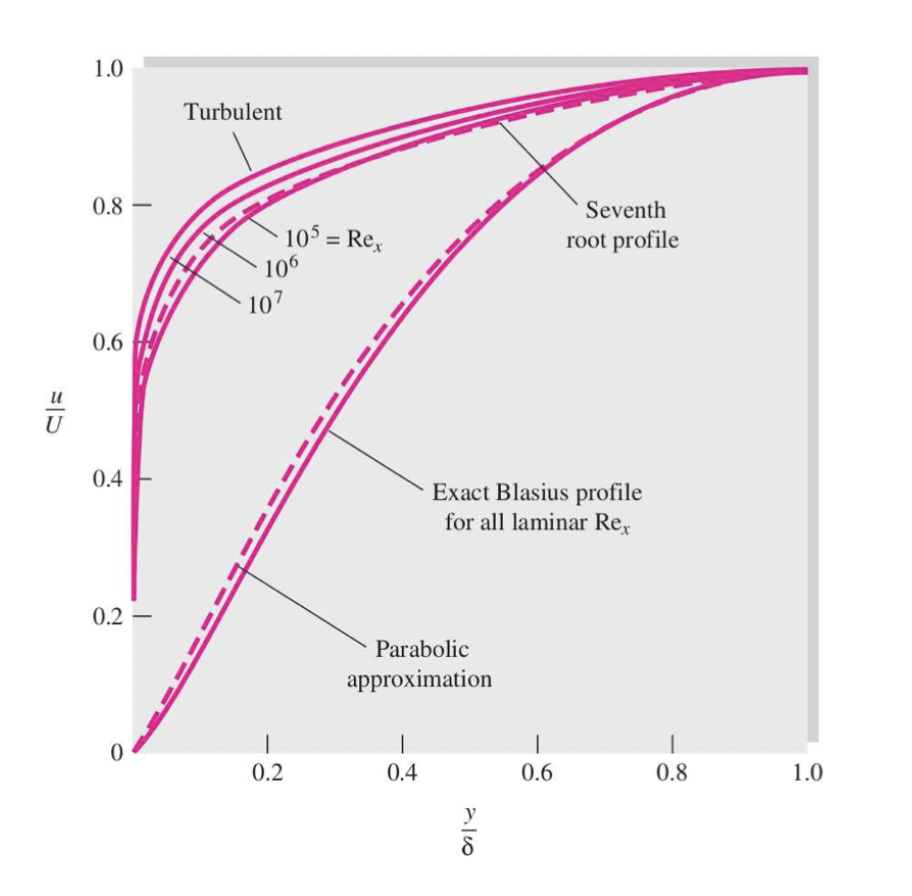 1.0
Turbulent
0.8
Seventh
root profile
10⁵ = Reₓ
10⁶
10⁷
0.6
u
U
0.4
Exact Blasius profile
for all laminar Reₓ
0.2
Parabolic
approximation
0
0.2 0.4 0.6 0.8 1.0
y
δ